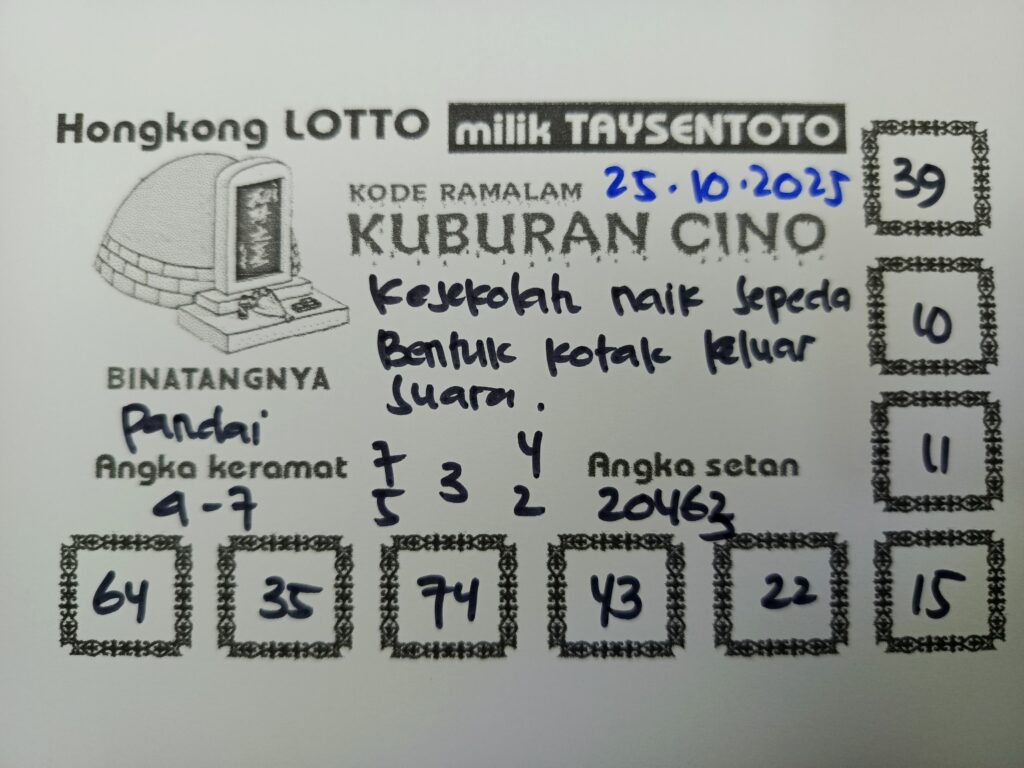 Hongkong LOTTO milik TAYSENTOTO
KODE RAMALAM 25.10.2025
KUBURAN CINO
Kesekolah naik sepeda
Bentuk kotak keluar
suara.
BINATANGNYA
pandai
Angka keramat
9-7
7 3 4
5 2
Angka setan
20463
39
10
11
64 35 74 43 22 15